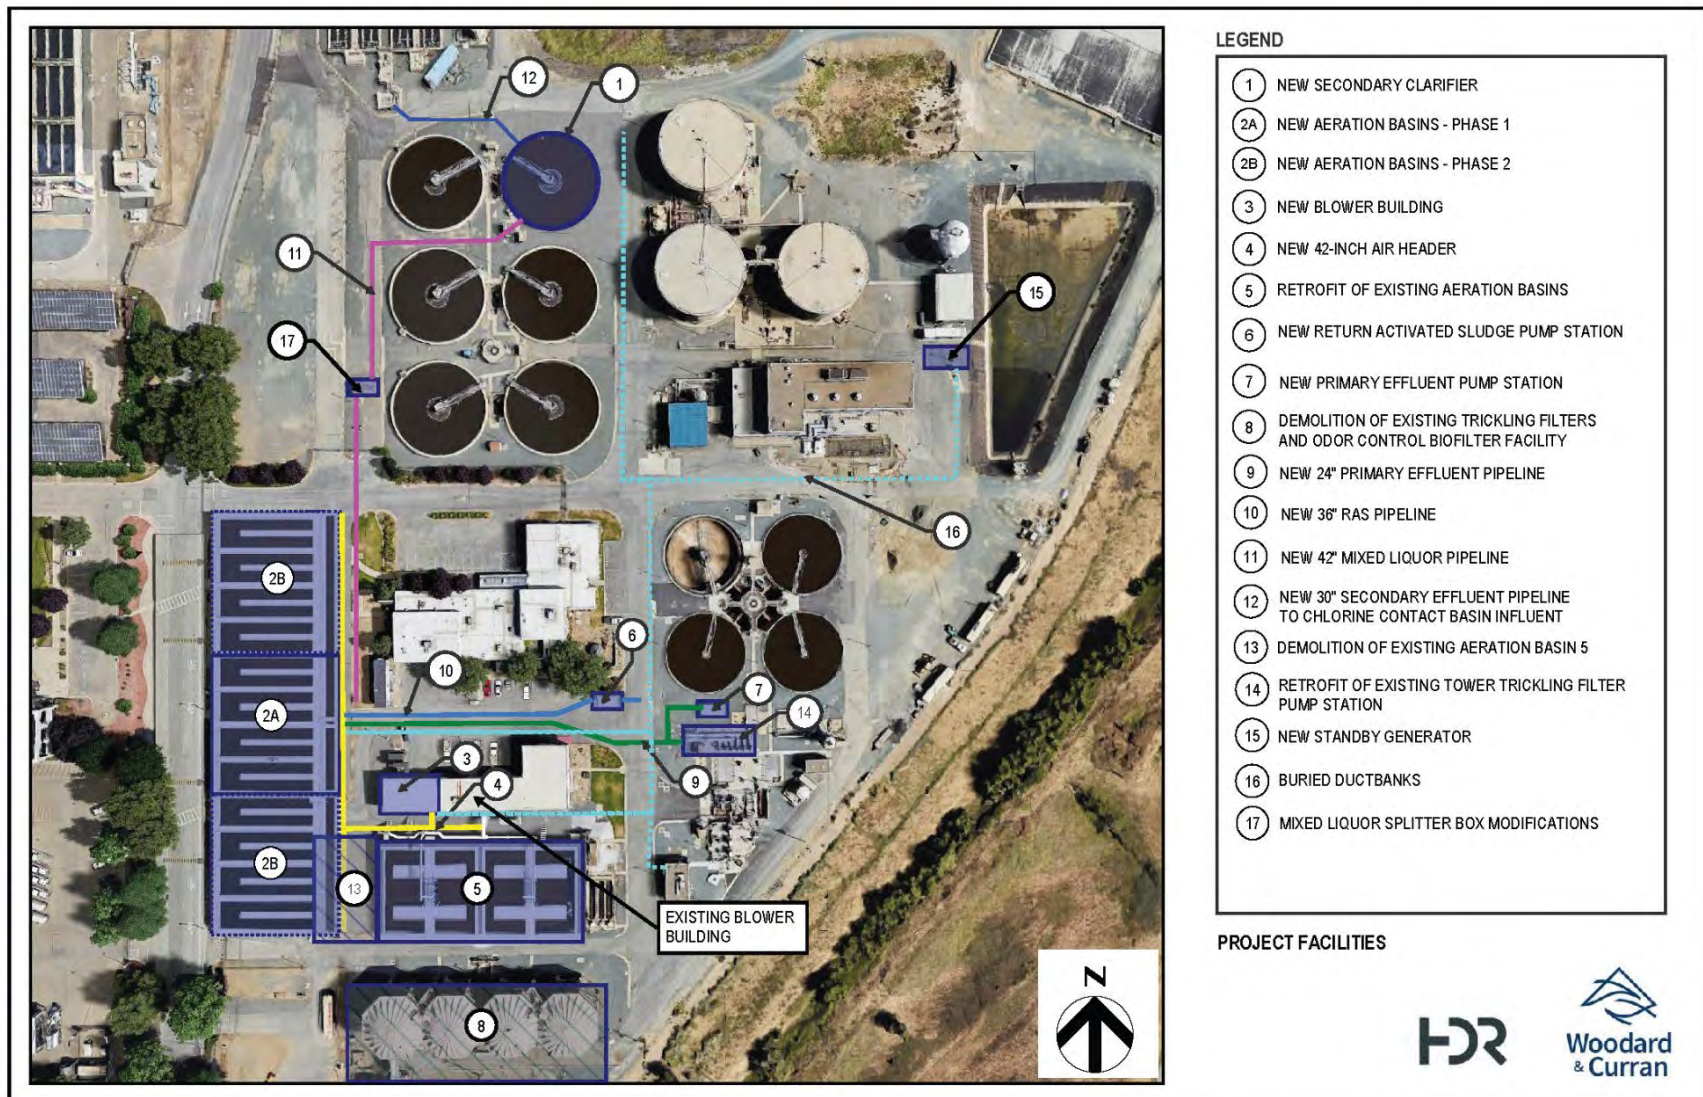 12
1
11
17
15
16
2B
6
10
7
2A
14
3
4
9
2B
13
5
EXISTING BLOWER
BUILDING
8
N
LEGEND
1 NEW SECONDARY CLARIFIER
2A NEW AERATION BASINS - PHASE 1
2B NEW AERATION BASINS - PHASE 2
3 NEW BLOWER BUILDING
4 NEW 42-INCH AIR HEADER
5 RETROFIT OF EXISTING AERATION BASINS
6 NEW RETURN ACTIVATED SLUDGE PUMP STATION
7 NEW PRIMARY EFFLUENT PUMP STATION
8 DEMOLITION OF EXISTING TRICKLING FILTERS
AND ODOR CONTROL BIOFILTER FACILITY
9 NEW 24" PRIMARY EFFLUENT PIPELINE
10 NEW 36" RAS PIPELINE
11 NEW 42" MIXED LIQUOR PIPELINE
12 NEW 30" SECONDARY EFFLUENT PIPELINE
TO CHLORINE CONTACT BASIN INFLUENT
13 DEMOLITION OF EXISTING AERATION BASIN 5
14 RETROFIT OF EXISTING TOWER TRICKLING FILTER
PUMP STATION
15 NEW STANDBY GENERATOR
16 BURIED DUCTBANKS
17 MIXED LIQUOR SPLITTER BOX MODIFICATIONS
PROJECT FACILITIES
HDR
Woodard
& Curran